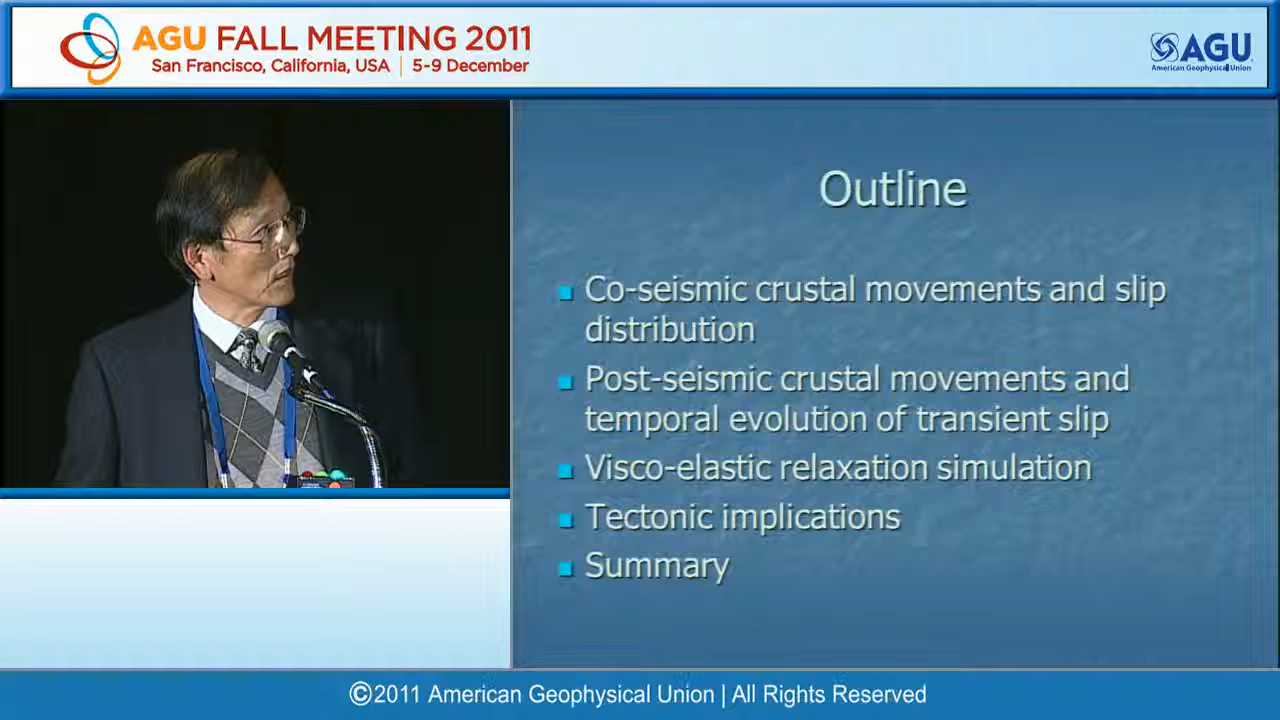 AGU FALL MEETING 2011
San Francisco, California, USA | 5-9 December
AGU
American Geophysical Union
Outline
Co-seismic crustal movements and slip
distribution
Post-seismic crustal movements and
temporal evolution of transient slip
Visco-elastic relaxation simulation
Tectonic implications
Summary
©2011 American Geophysical Union | All Rights Reserved